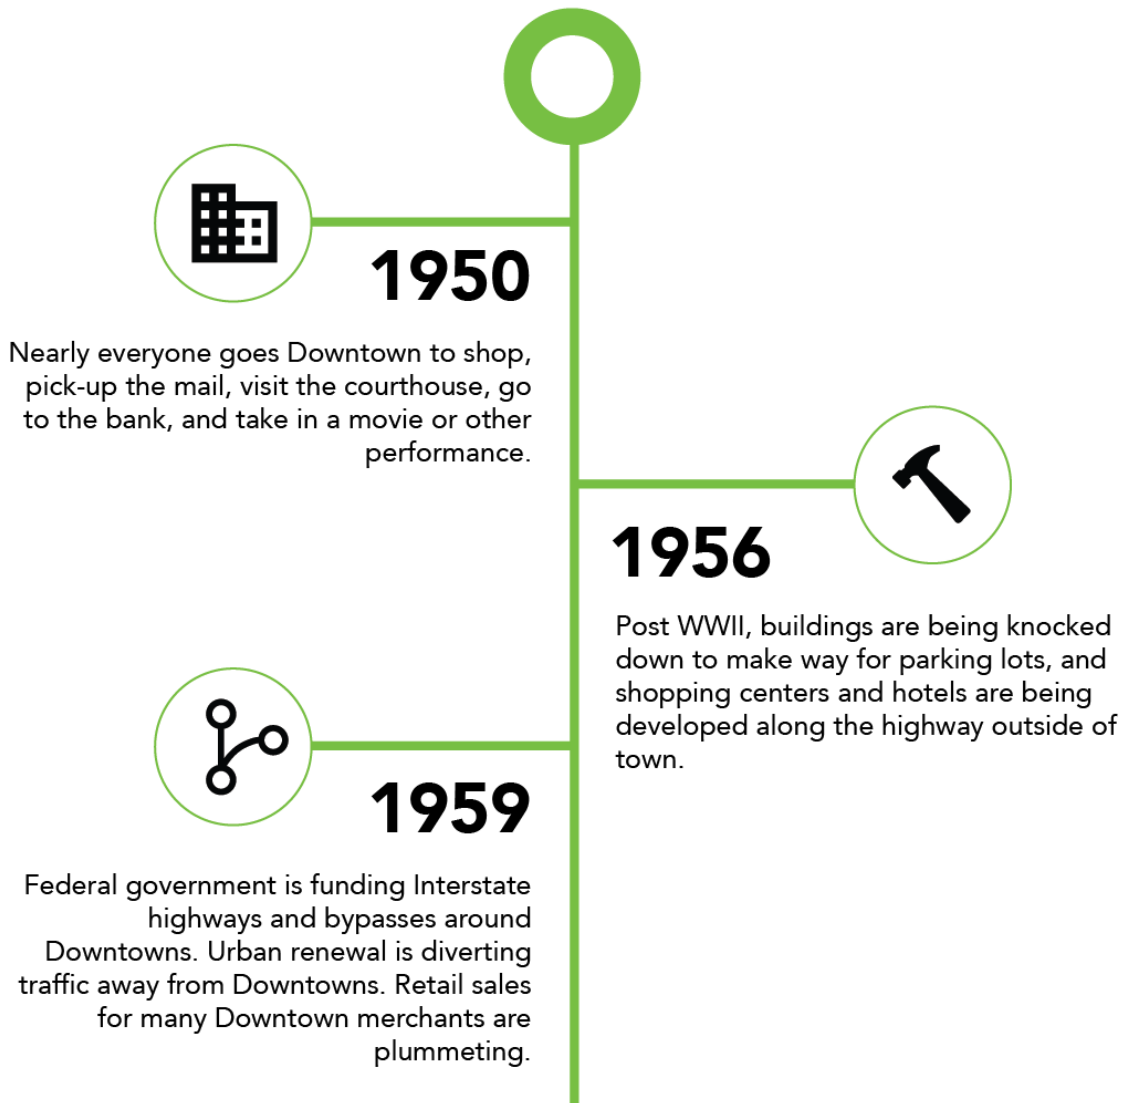 1950
Nearly everyone goes Downtown to shop,
pick-up the mail, visit the courthouse, go
to the bank, and take in a movie or other
performance.
1956
Post WWII, buildings are being knocked
down to make way for parking lots, and
shopping centers and hotels are being
developed along the highway outside of
town.
1959
Federal government is funding Interstate
highways and bypasses around
Downtowns. Urban renewal is diverting
traffic away from Downtowns. Retail sales
for many Downtown merchants are
plummeting.